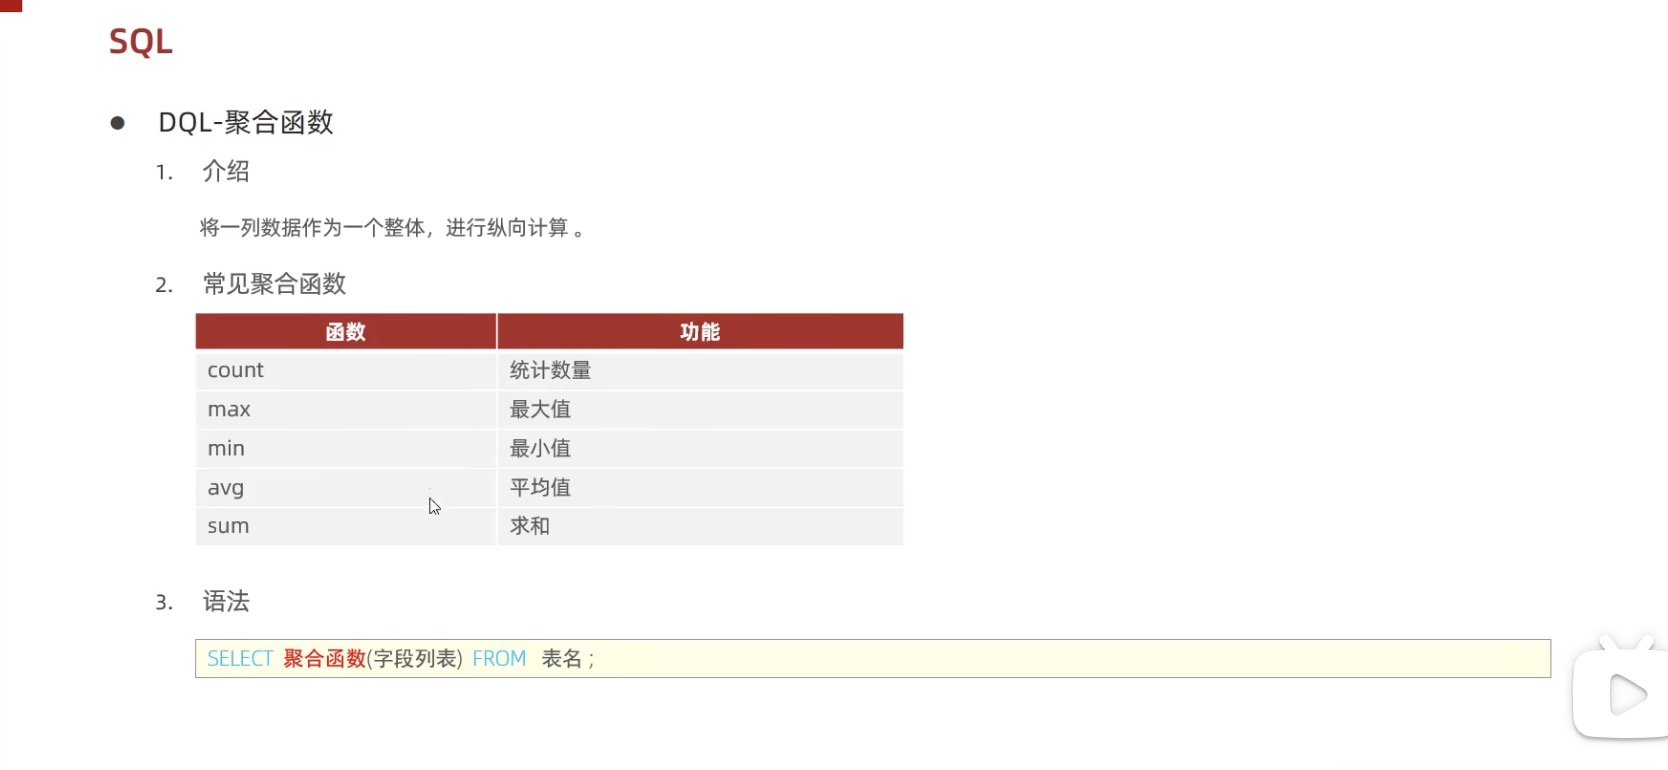 SQL
● DQL-聚合函数
1. 介绍
将一列数据作为一个整体，进行纵向计算 。
2. 常见聚合函数
函数 功能
count 统计数量
max 最大值
min 最小值
avg 平均值
sum 求和
3. 语法
SELECT 聚合函数(字段列表) FROM 表名 ;